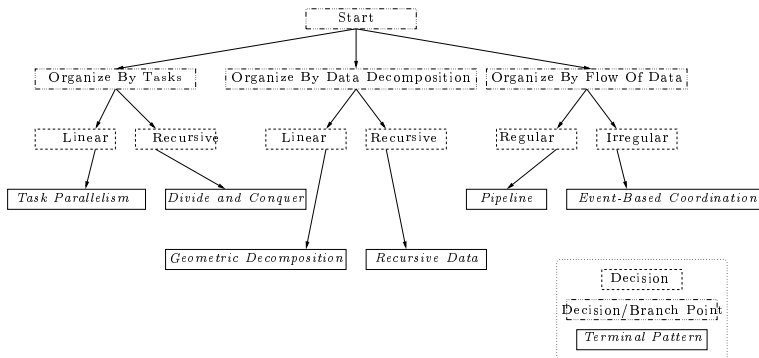 Start
Organize By Tasks
Organize By Data Decomposition
Organize By Flow Of Data
Linear
Recursive
Linear
Recursive
Regular
Irregular
Task Parallelism
Divide and Conquer
Pipeline
Event-Based Coordination
Geometric Decomposition
Recursive Data
Decision
Decision/Branch Point
Terminal Pattern